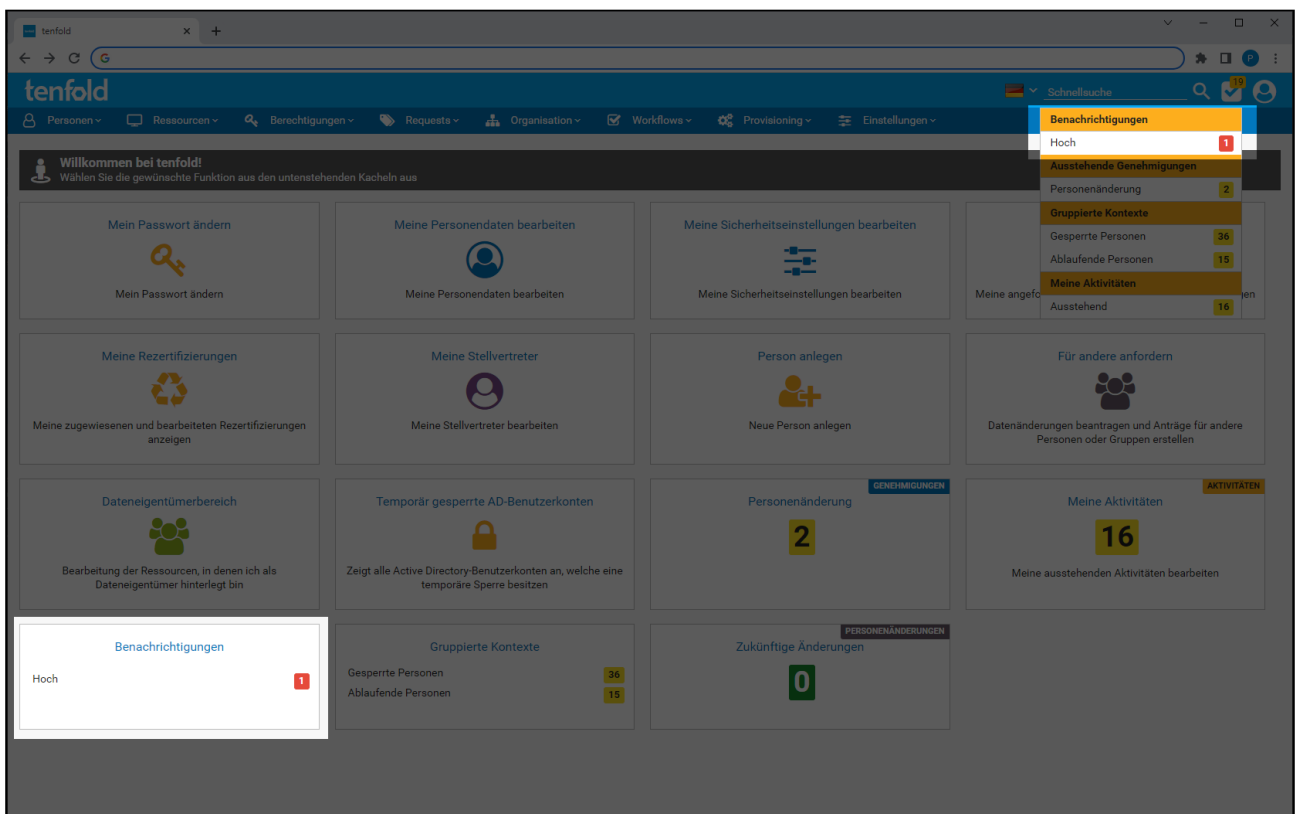 tenfold
G
P
tenfold
Schnellsuche
19
Personen
Ressourcen
Berechtigungen
Requests
Organisation
Workflows
Provisioning
Einstellungen
Benachrichtigungen
Hoch 1
Ausstehende Genehmigungen
Personenänderung 2
Gruppierte Kontexte
Gesperrte Personen 36
Ablaufende Personen 15
Meine Aktivitäten
Ausstehend 16
Willkommen bei tenfold!
Wählen Sie die gewünschte Funktion aus den untenstehenden Kacheln aus
Mein Passwort ändern
Mein Passwort ändern
Meine Personendaten bearbeiten
Meine Personendaten bearbeiten
Meine Sicherheitseinstellungen bearbeiten
Meine Sicherheitseinstellungen bearbeiten
Meine
Meine Rezertifizierungen
Meine zugewiesenen und bearbeiteten Rezertifizierungen
anzeigen
Meine Stellvertreter
Meine Stellvertreter bearbeiten
Person anlegen
Neue Person anlegen
Für andere anfordern
Datenänderungen beantragen und Anträge für andere
Personen oder Gruppen erstellen
Dateneigentümerbereich
Bearbeitung der Ressourcen, in denen ich als
Dateneigentümer hinterlegt bin
Temporär gesperrte AD-Benutzerkonten
Zeigt alle Active Directory-Benutzerkonten an, welche eine
temporäre Sperre besitzen
GENEHMIGUNGEN
Personenänderung
2
AKTIVITÄTEN
Meine Aktivitäten
16
Meine ausstehenden Aktivitäten bearbeiten
Benachrichtigungen
Hoch 1
Gruppierte Kontexte
Gesperrte Personen 36
Ablaufende Personen 15
PERSONENÄNDERUNGEN
Zukünftige Änderungen
0